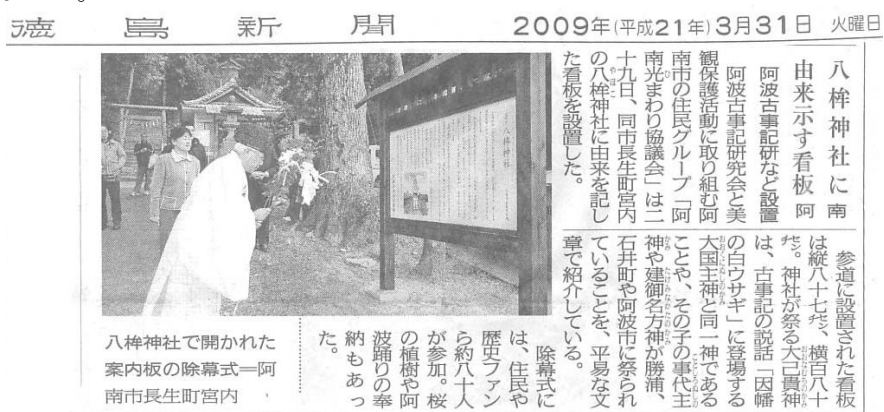 徳島新聞 2009年(平成21年)3月31日 火曜日
八桙神社に
由来示す看板
阿南
阿波古事記研など設置
阿波古事記研究会と美
観保護活動に取り組む阿
南市の住民グループ「阿
南光まわり協議会」は二
十九日、同市長生町宮内
の八桙神社に由来を記し
た看板を設置した。
参道に設置された看板
は縦八十七㌢、横百八十
㌢。神社が祭る大己貴神
は、古事記の説話「因幡
の白ウサギ」に登場する
大国主神と同一神である
ことや、その子の事代主
神や建御名方神が勝浦、
石井町や阿波市に祭られ
ていることを、平易な文
章で紹介している。
除幕式に
は、住民や
歴史ファン
ら約八十人
が参加。桜
の植樹や阿
波踊りの奉
納もあっ
た。
八桙神社
八桙神社で開かれた
案内板の除幕式＝阿
南市長生町宮内